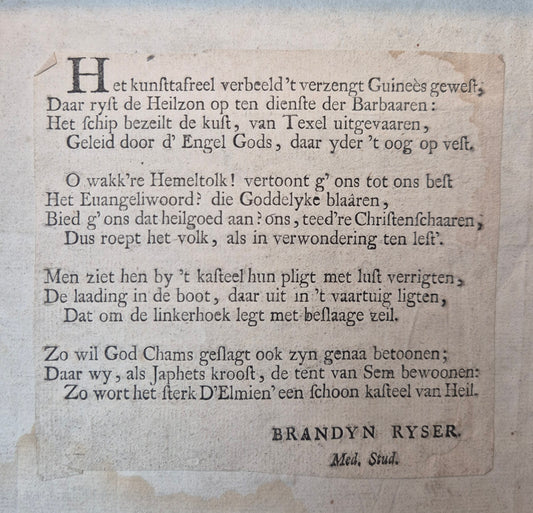 Het kunsttafreel verbeeld 't verzengt Guineès gewest,
Daar ryſt de Heilzon op ten dienſte der Barbaaren:
Het ſchip bezeilt de kuſt, van Texel uitgevaaren,
Geleid door d' Engel Gods, daar yder 't oog op veſt.
O wakk're Hemeltolk! vertoont g' ons tot ons beſt
Het Euangeliwoord? die Goddelyke blaâren,
Bied g' ons dat heilgoed aan? ons, teed're Chriſtenſchaaren,
Dus roept het volk, als in verwondering ten leſt'.
Men ziet hen by 't kaſteel hun pligt met luſt verrigten,
De laading in de boot, daar uit in 't vaartuig ligten,
Dat om de linkerhoek legt met beſlaage zeil.
Zo wil God Chams geſlagt ook zyn genaa betoonen;
Daar wy, als Japhets krooſt, de tent van Sem bewoonen:
Zo wort het ſterk D'Elmien' een ſchoon kaſteel van Heil.
BRANDYN RYSER.
Med. Stud.